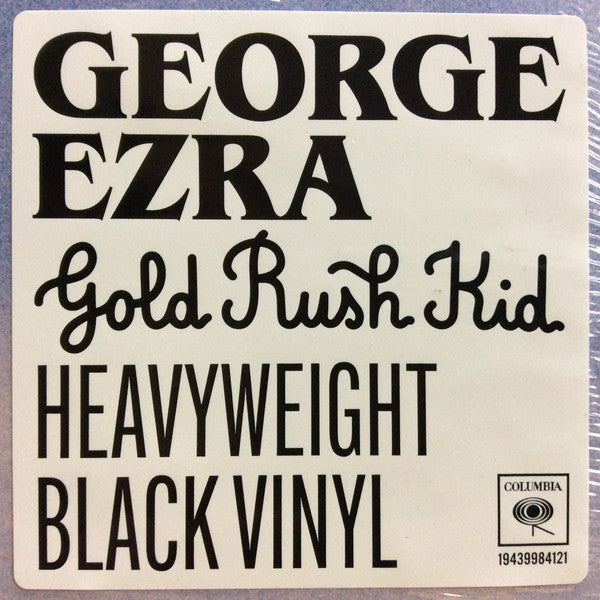 GEORGE
EZRA
Gold Rush Kid
HEAVYWEIGHT
BLACK VINYL
COLUMBIA
19439984121